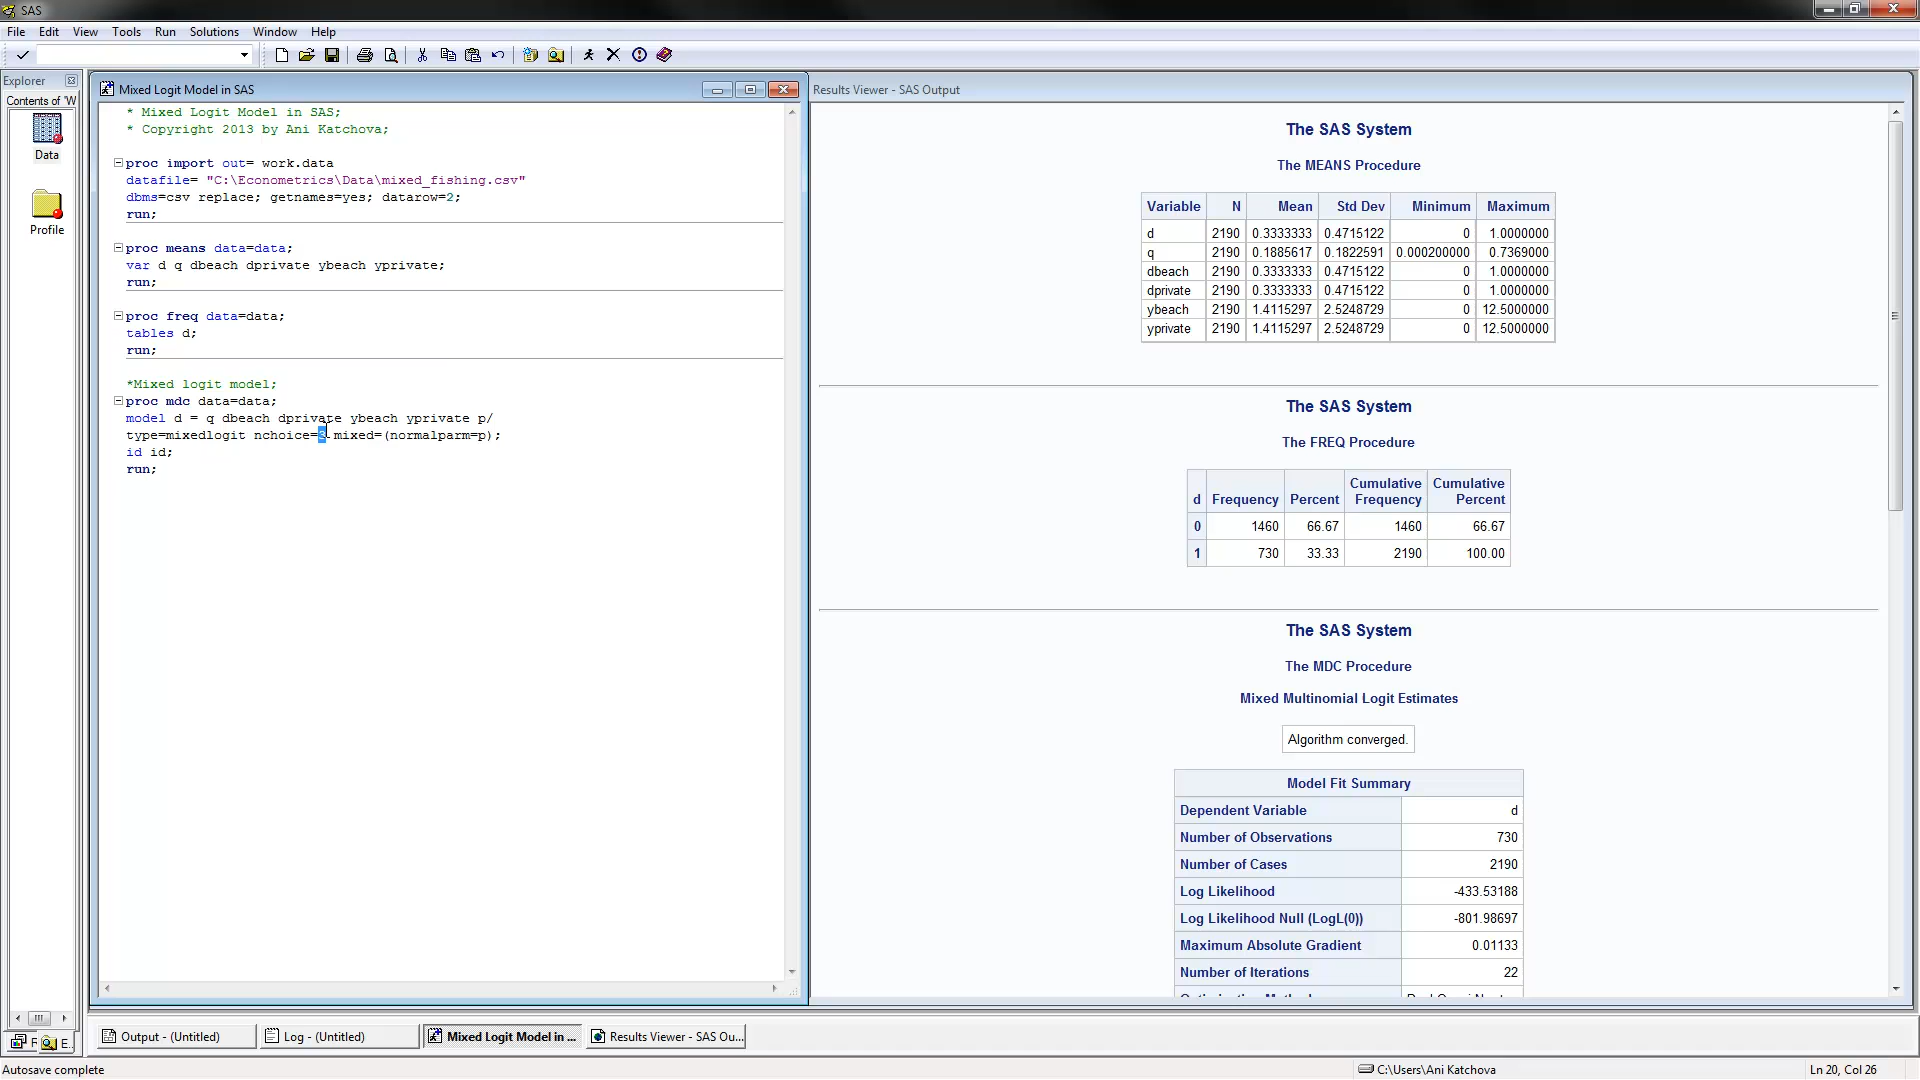 SAS
File Edit View Tools Run Solutions Window Help
Explorer
Contents of 'W
Data
Profile
Mixed Logit Model in SAS
* Mixed Logit Model in SAS;
* Copyright 2013 by Ani Katchova;
proc import out= work.data
datafile= "C:\Econometrics\Data\mixed_fishing.csv"
dbms=csv replace; getnames=yes; datarow=2;
run;
proc means data=data;
var d q dbeach dprivate ybeach yprivate;
run;
proc freq data=data;
tables d;
run;
*Mixed logit model;
proc mdc data=data;
model d = q dbeach dprivate ybeach yprivate p/
type=mixedlogit nchoice=3 mixed=(normalparm=p);
id id;
run;
Results Viewer - SAS Output
The SAS System
The MEANS Procedure
Variable N Mean Std Dev Minimum Maximum
d 2190 0.3333333 0.4715122 0 1.0000000
q 2190 0.1885617 0.1822591 0.000200000 0.7369000
dbeach 2190 0.3333333 0.4715122 0 1.0000000
dprivate 2190 0.3333333 0.4715122 0 1.0000000
ybeach 2190 1.4115297 2.5248729 0 12.5000000
yprivate 2190 1.4115297 2.5248729 0 12.5000000
The SAS System
The FREQ Procedure
d Frequency Percent Cumulative Frequency Cumulative Percent
0 1460 66.67 1460 66.67
1 730 33.33 2190 100.00
The SAS System
The MDC Procedure
Mixed Multinomial Logit Estimates
Algorithm converged.
Model Fit Summary
Dependent Variable d
Number of Observations 730
Number of Cases 2190
Log Likelihood -433.53188
Log Likelihood Null (LogL(0)) -801.98697
Maximum Absolute Gradient 0.01133
Number of Iterations 22
F E..
Output - (Untitled) Log - (Untitled) Mixed Logit Model in ... Results Viewer - SAS Ou...
Autosave complete C:\Users\Ani Katchova Ln 20, Col 26